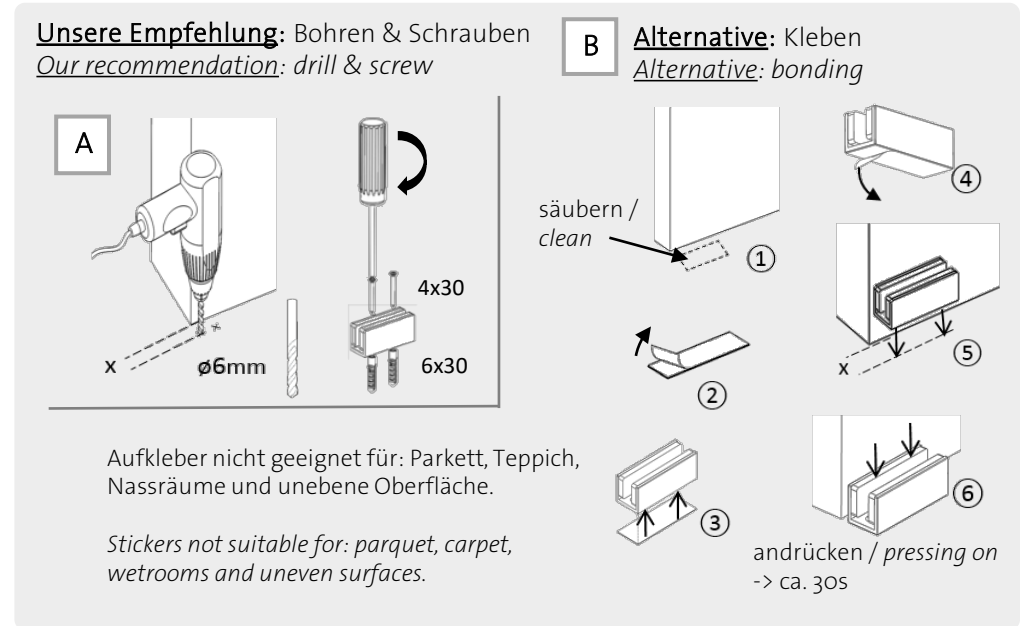 Unsere Empfehlung: Bohren & Schrauben
Our recommendation: drill & screw
A
4x30
6x30
x
ø6mm
Aufkleber nicht geeignet für: Parkett, Teppich,
Nassräume und unebene Oberfläche.
Stickers not suitable for: parquet, carpet,
wetrooms and uneven surfaces.
B
Alternative: Kleben
Alternative: bonding
säubern /
clean
1
2
3
4
5
x
6
andrücken / pressing on
-> ca. 30s